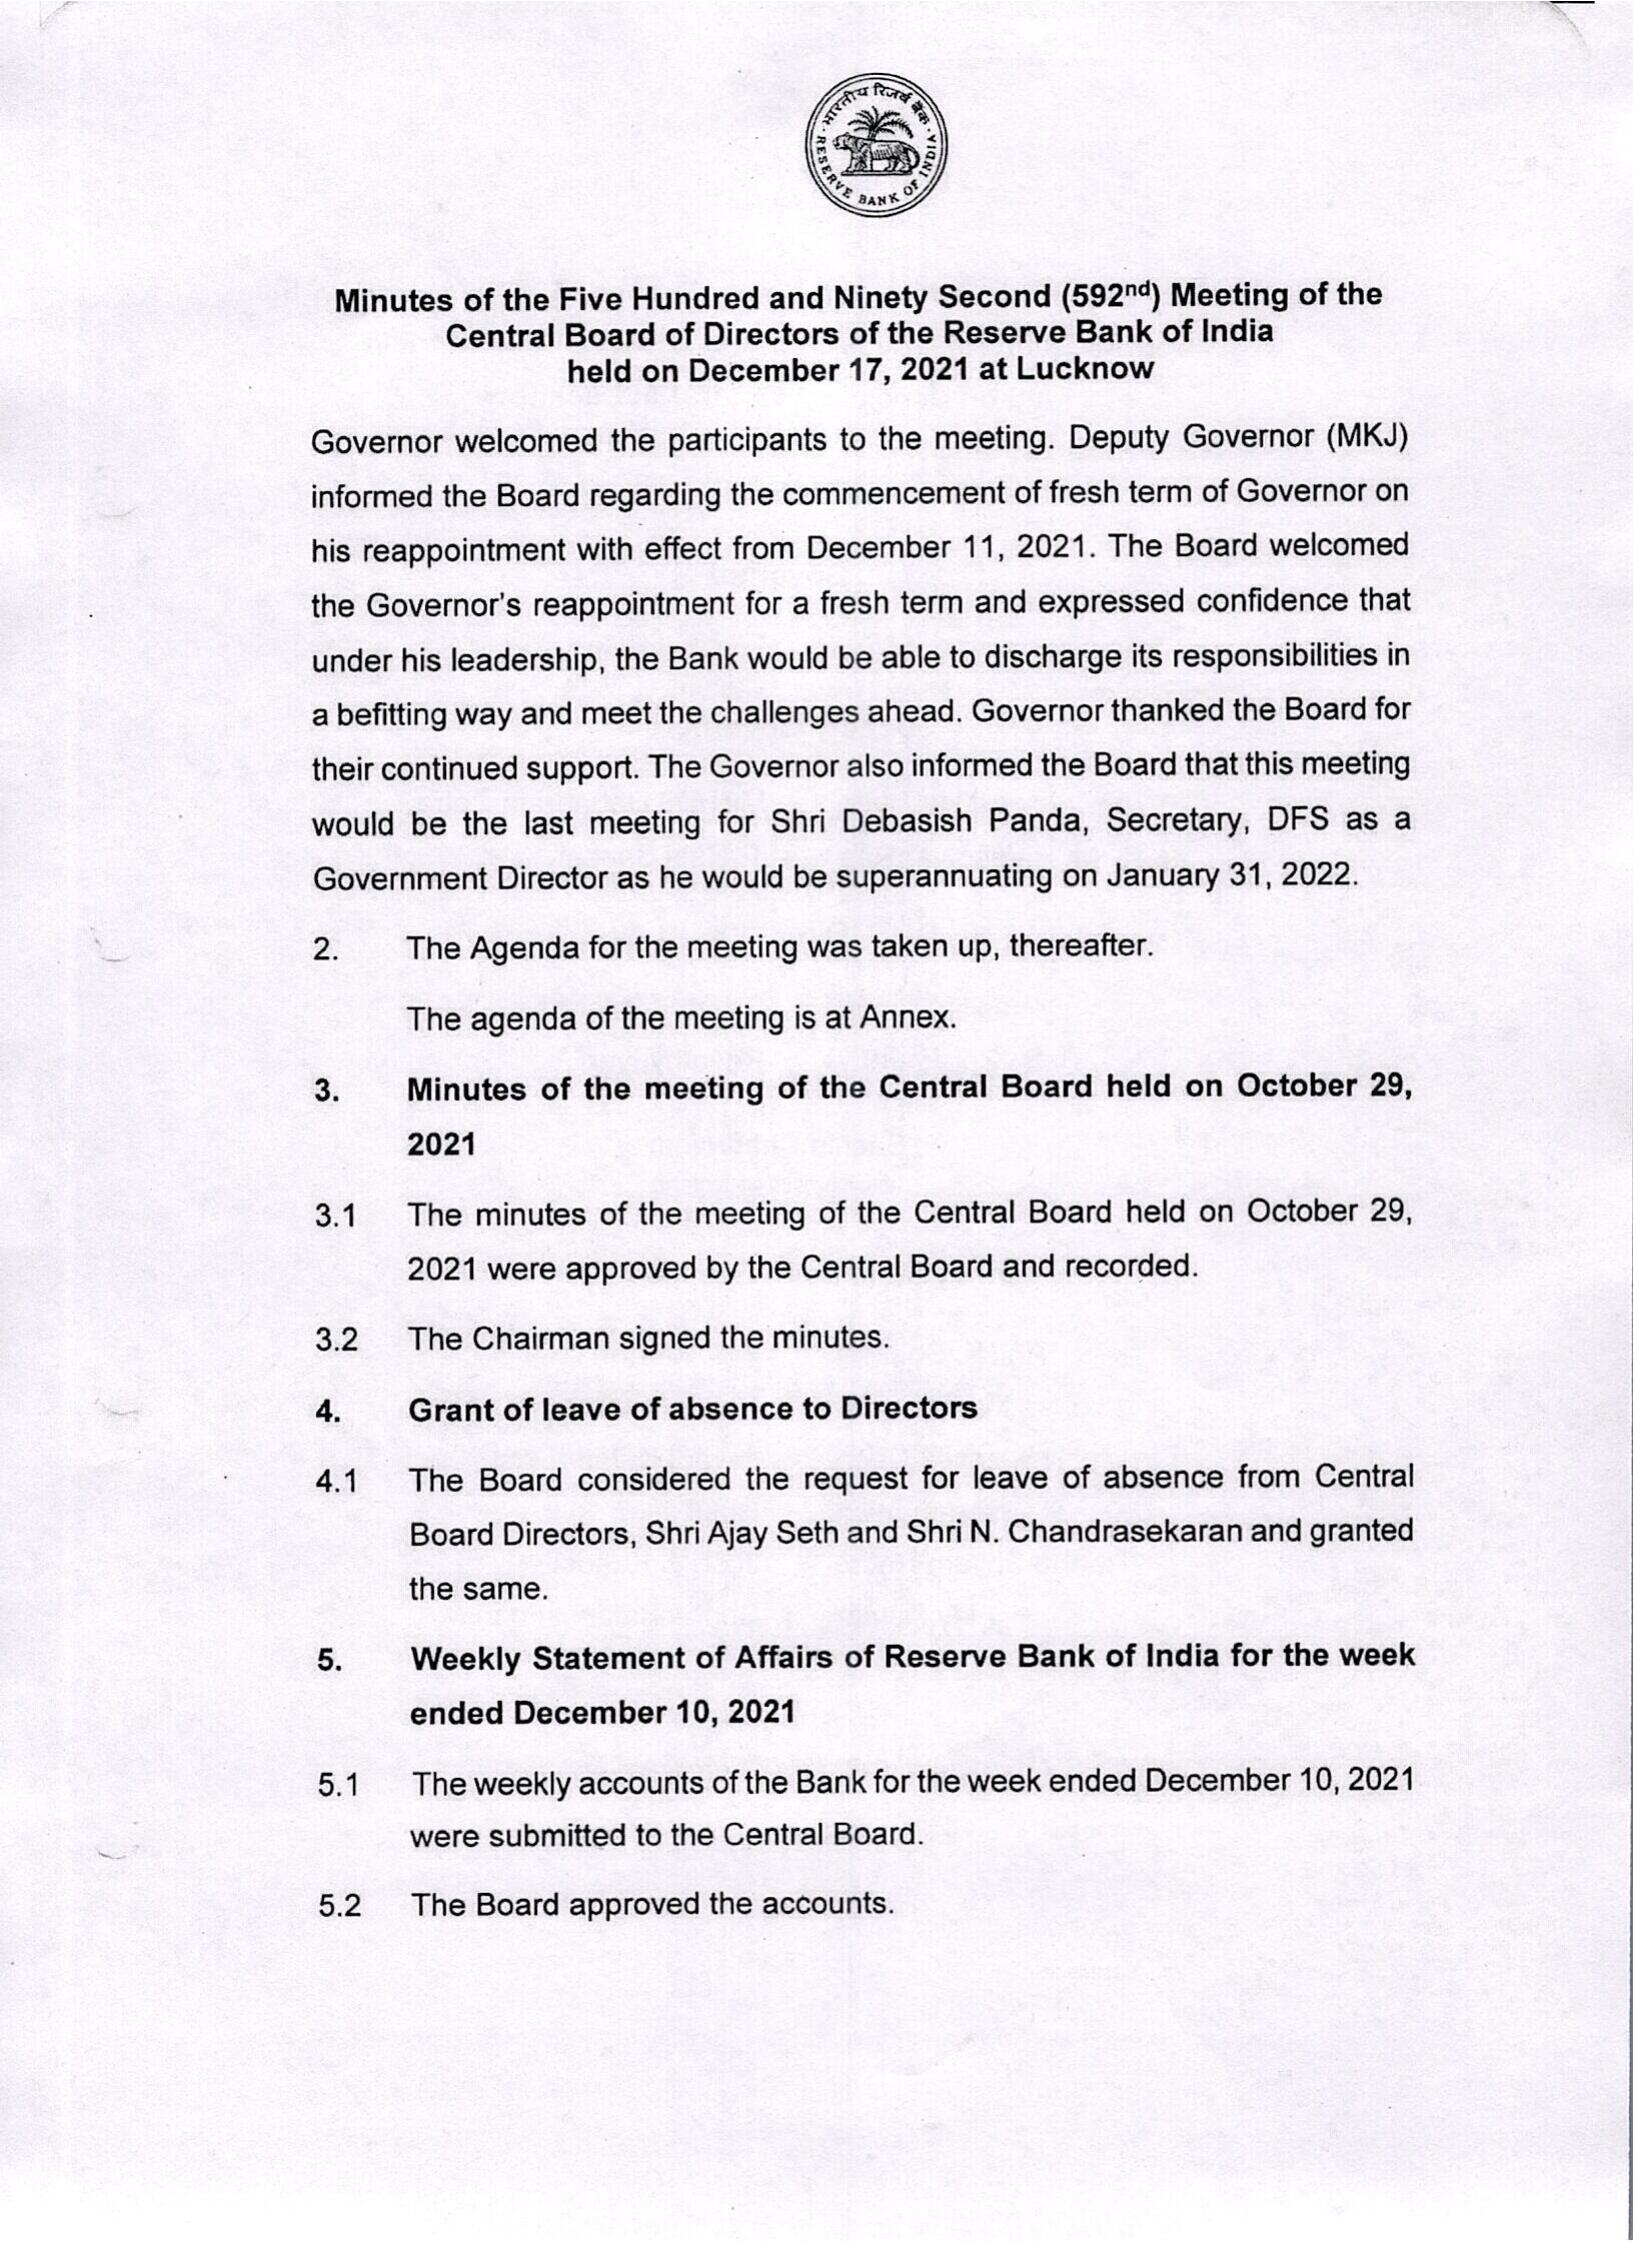 भारतीय रिज़र्व बैंक
RESERVE BANK OF INDIA
Minutes of the Five Hundred and Ninety Second (592nd) Meeting of the
Central Board of Directors of the Reserve Bank of India
held on December 17, 2021 at Lucknow
Governor welcomed the participants to the meeting. Deputy Governor (MKJ)
informed the Board regarding the commencement of fresh term of Governor on
his reappointment with effect from December 11, 2021. The Board welcomed
the Governor's reappointment for a fresh term and expressed confidence that
under his leadership, the Bank would be able to discharge its responsibilities in
a befitting way and meet the challenges ahead. Governor thanked the Board for
their continued support. The Governor also informed the Board that this meeting
would be the last meeting for Shri Debasish Panda, Secretary, DFS as a
Government Director as he would be superannuating on January 31, 2022.
2. The Agenda for the meeting was taken up, thereafter.
The agenda of the meeting is at Annex.
3. Minutes of the meeting of the Central Board held on October 29,
2021
3.1 The minutes of the meeting of the Central Board held on October 29,
2021 were approved by the Central Board and recorded.
3.2 The Chairman signed the minutes.
4. Grant of leave of absence to Directors
4.1 The Board considered the request for leave of absence from Central
Board Directors, Shri Ajay Seth and Shri N. Chandrasekaran and granted
the same.
5. Weekly Statement of Affairs of Reserve Bank of India for the week
ended December 10, 2021
5.1 The weekly accounts of the Bank for the week ended December 10, 2021
were submitted to the Central Board.
5.2 The Board approved the accounts.